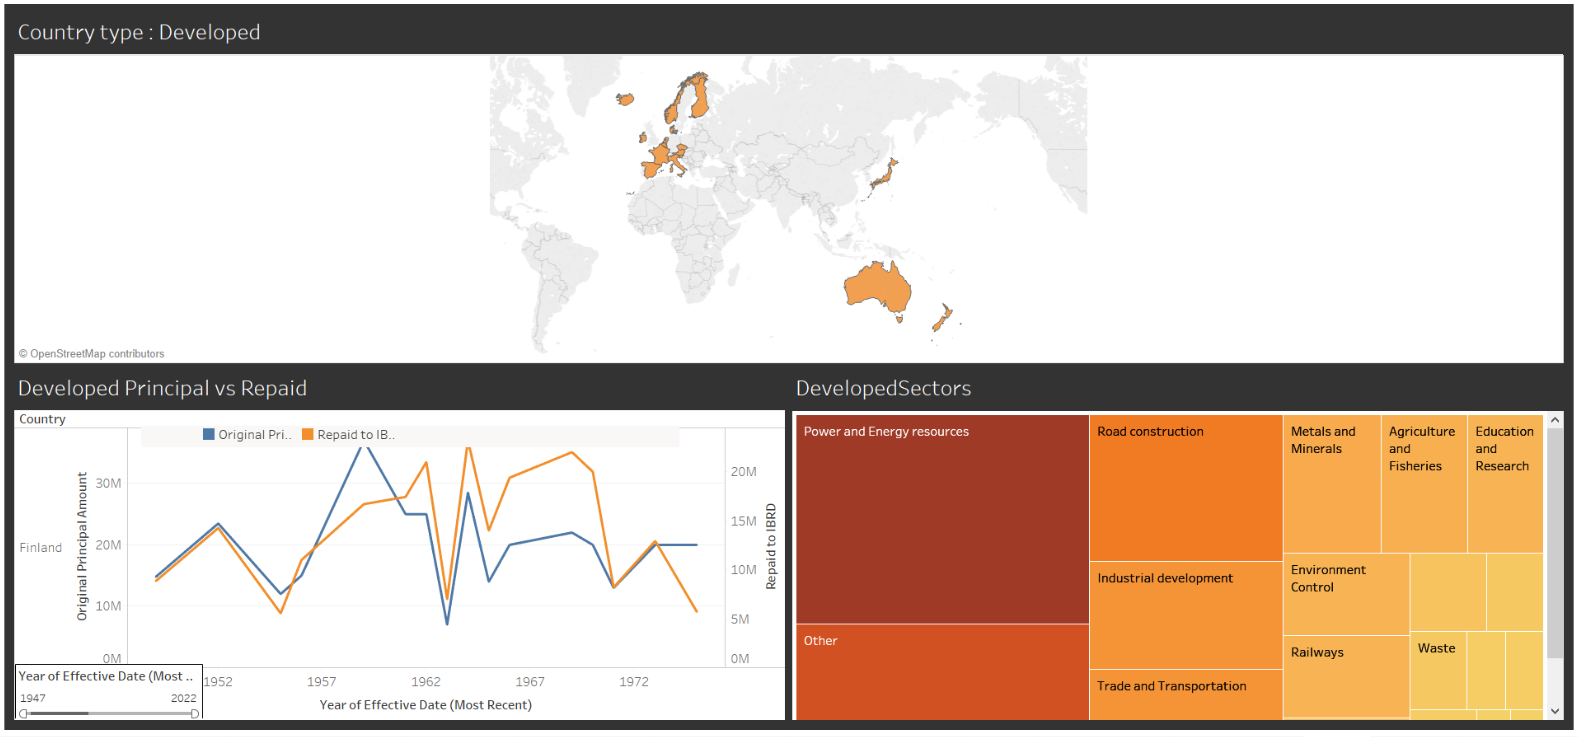 Country type : Developed
© OpenStreetMap contributors
Developed Principal vs Repaid
Country
Original Pri..
Repaid to IB..
Finland
Original Principal Amount
30M
20M
10M
0M
20M
15M
10M
5M
0M
Repaid to IBRD
1952
1957
1962
1967
1972
Year of Effective Date (Most Recent)
Year of Effective Date (Most ..
1947
2022
DevelopedSectors
Power and Energy resources
Other
Road construction
Industrial development
Trade and Transportation
Metals and
Minerals
Agriculture
and
Fisheries
Education
and
Research
Environment
Control
Railways
Waste